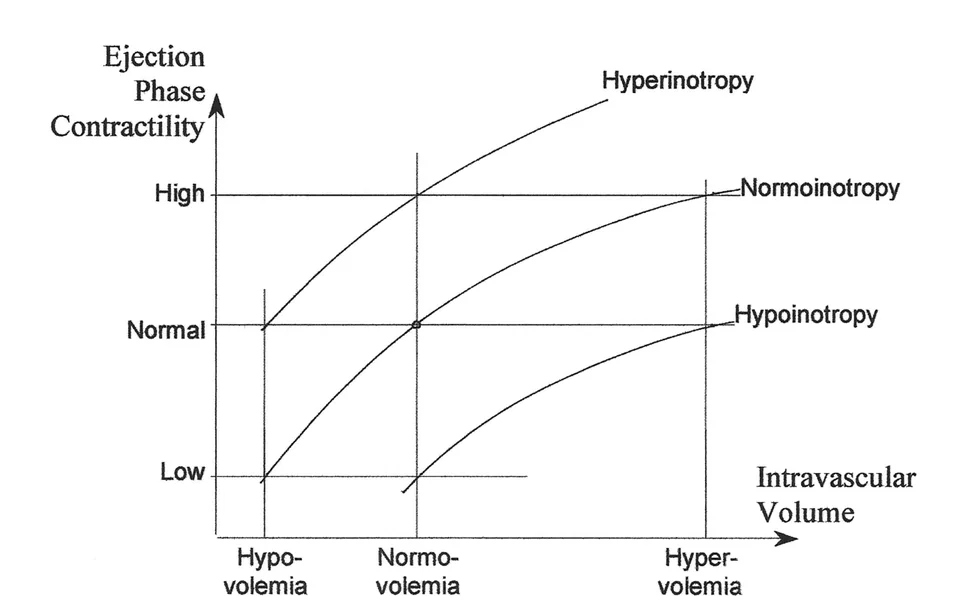 Ejection
Phase
Contractility
Hyperinotropy
High
Normoinotropy
Normal
Hypoinotropy
Low
Intravascular
Volume
Hypo-
volemia
Normo-
volemia
Hyper-
volemia